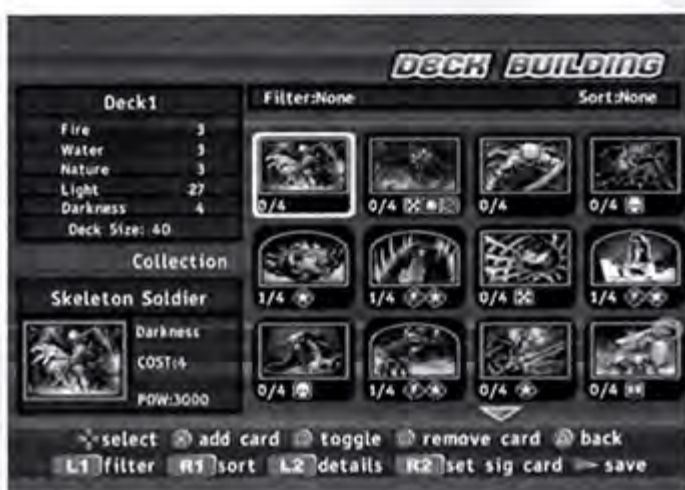 DECK BUILDING
Deck1
Fire 3
Water 3
Nature 3
Light 27
Darkness 4
Deck Size: 40
Filter:None Sort:None
0/4 0/4 0/4 0/4
1/4 1/4 0/4 1/4
0/4 1/4 0/4 0/4
Collection
Skeleton Soldier
Darkness
COST:4
POW:3000
select add card toggle remove card back
L1 filter R1 sort L2 details R2 set sig card save